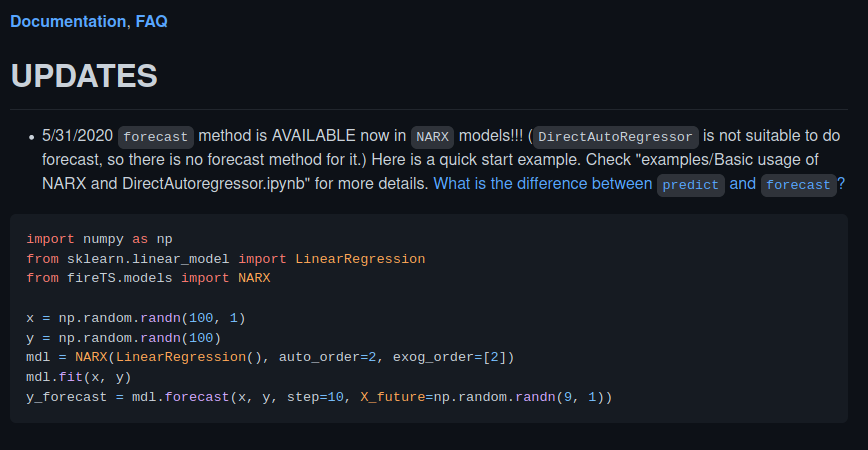 Documentation, FAQ
UPDATES
• 5/31/2020 forecast method is AVAILABLE now in NARX models!!! (DirectAutoRegressor is not suitable to do
forecast, so there is no forecast method for it.) Here is a quick start example. Check "examples/Basic usage of
NARX and DirectAutoregressor.ipynb" for more details. What is the difference between predict and forecast?
import numpy as np
from sklearn.linear_model import LinearRegression
from fireTS.models import NARX

x = np.random.randn(100, 1)
y = np.random.randn(100)
mdl = NARX(LinearRegression(), auto_order=2, exog_order=[2])
mdl.fit(x, y)
y_forecast = mdl.forecast(x, y, step=10, X_future=np.random.randn(9, 1))